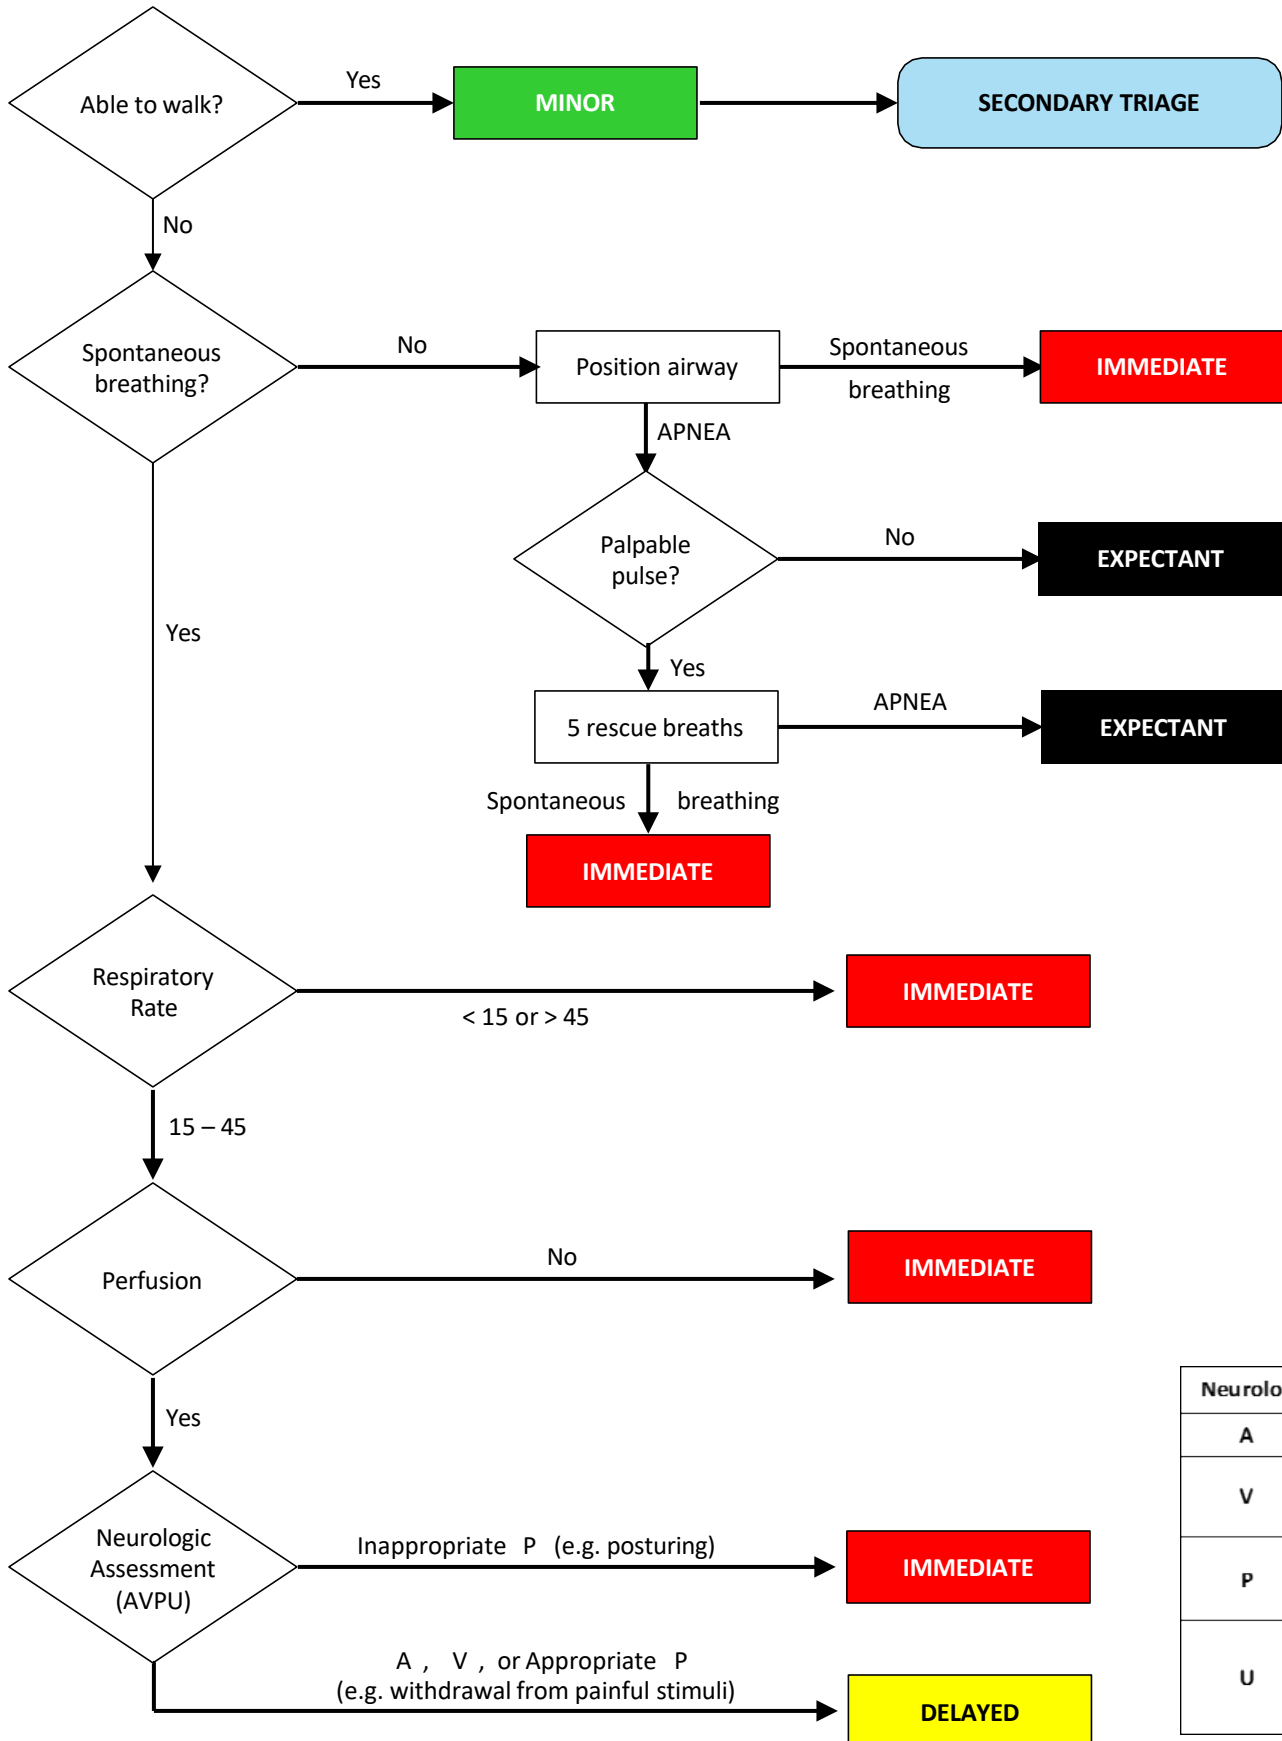 Able to walk?
Yes
MINOR
SECONDARY TRIAGE
No
Spontaneous
breathing?
No
Position airway
Spontaneous
breathing
IMMEDIATE
APNEA
Palpable
pulse?
No
EXPECTANT
Yes
Yes
5 rescue breaths
APNEA
EXPECTANT
Spontaneous breathing
IMMEDIATE
Respiratory
Rate
< 15 or > 45
IMMEDIATE
15 – 45
Perfusion
No
IMMEDIATE
Yes
Neurologic
Assessment
(AVPU)
Inappropriate P (e.g. posturing)
IMMEDIATE
A , V , or Appropriate P
(e.g. withdrawal from painful stimuli)
DELAYED
Neurolo
A
V
P
U